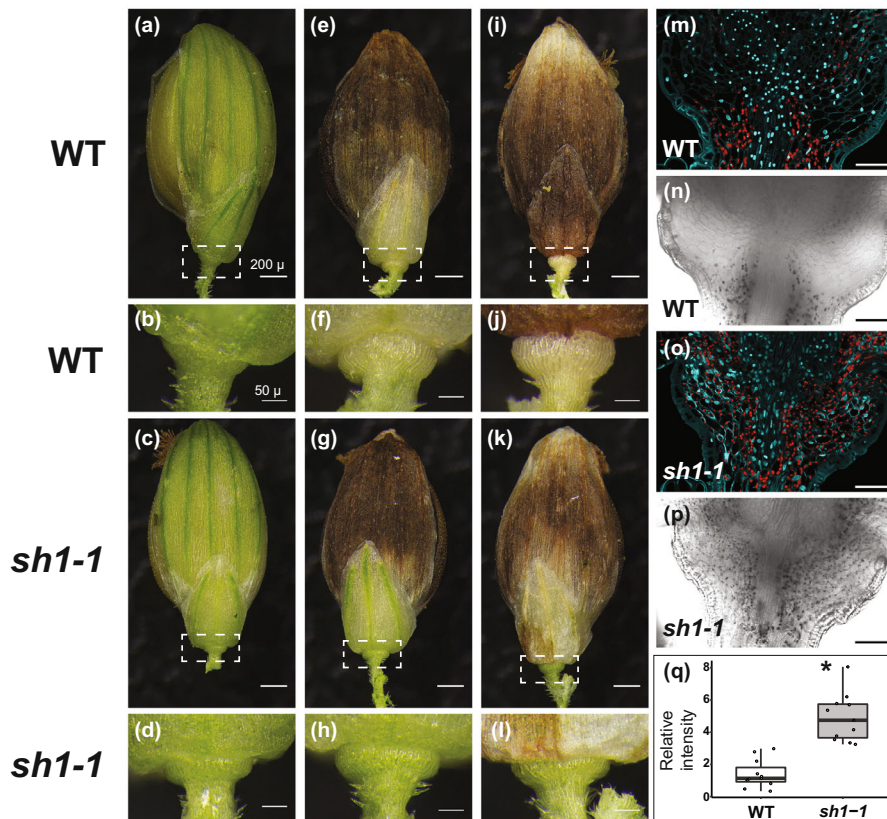 (a)
(e)
(i)
(m)
WT
200 μ
WT
(n)
WT
(b)
(f)
(j)
WT
50 μ
(c)
(g)
(k)
(o)
sh1-1
sh1-1
(p)
sh1-1
(d)
(h)
(l)
sh1-1
(q)
Relative
intensity
8
6
4
2
0
*
WT
sh1−1